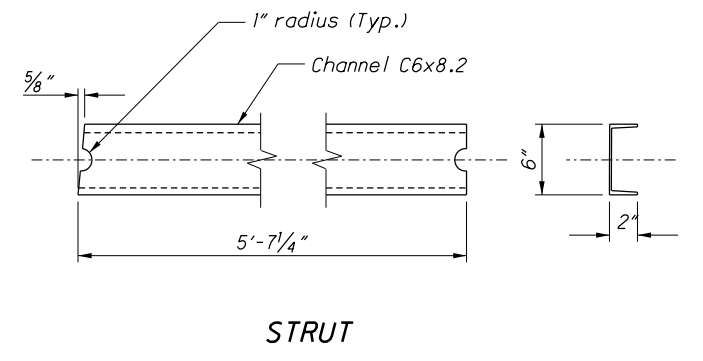 1" radius (Typ.)
Channel C6x8.2
5/8"
6"
2"
5'-7 1/4"
STRUT